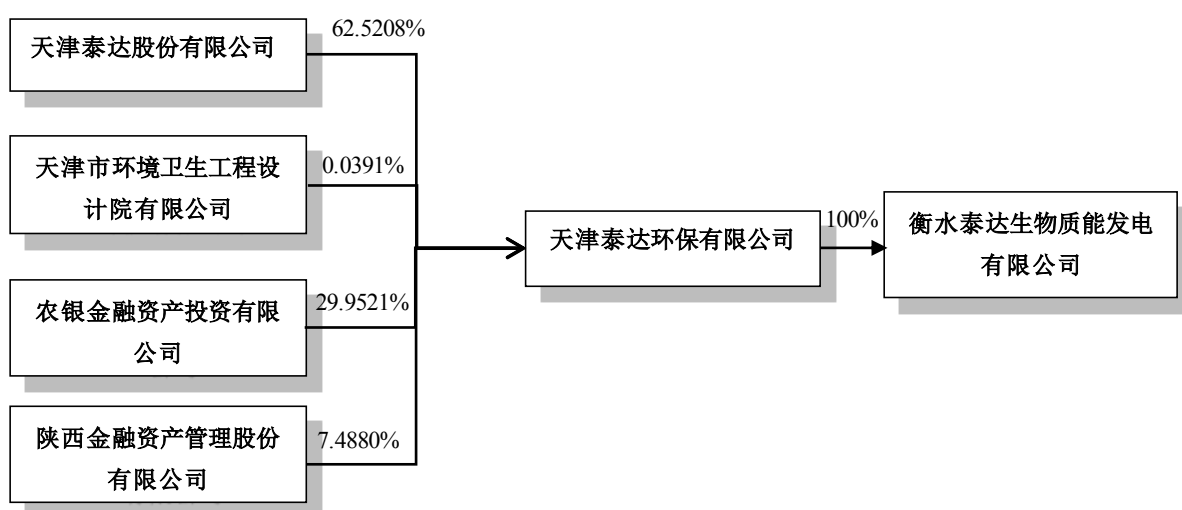 天津泰达股份有限公司
62.5208%
天津市环境卫生工程设
计院有限公司
0.0391%
农银金融资产投资有限
公司
29.9521%
陕西金融资产管理股份
有限公司
7.4880%
天津泰达环保有限公司
100%
衡水泰达生物质能发电
有限公司